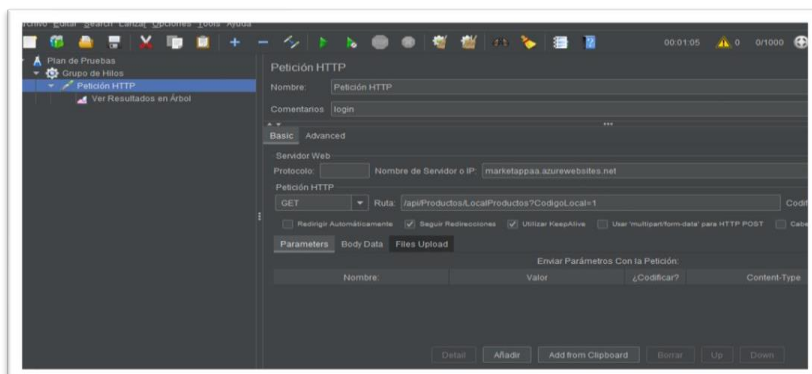 Archivo Editar Search Lanzar Opciones Tools Ayuda
00:01:05 0 0/1000
Plan de Pruebas
Grupo de Hilos
Petición HTTP
Ver Resultados en Árbol
Petición HTTP
Nombre: Petición HTTP
Comentarios login
Basic Advanced
Servidor Web
Protocolo: Nombre de Servidor o IP: marketappaa.azurewebsites.net
Petición HTTP
GET Ruta: /api/Productos/LocalProductos?CodigoLocal=1 Codif
Redirigir Automáticamente Seguir Redirecciones Utilizar KeepAlive User 'multipart/form-data' para HTTP POST Cabe
Parameters Body Data Files Upload
Enviar Parámetros Con la Petición:
Nombre: Valor ¿Codificar? Content-Type
Detail Añadir Add from Clipboard Borrar Up Down